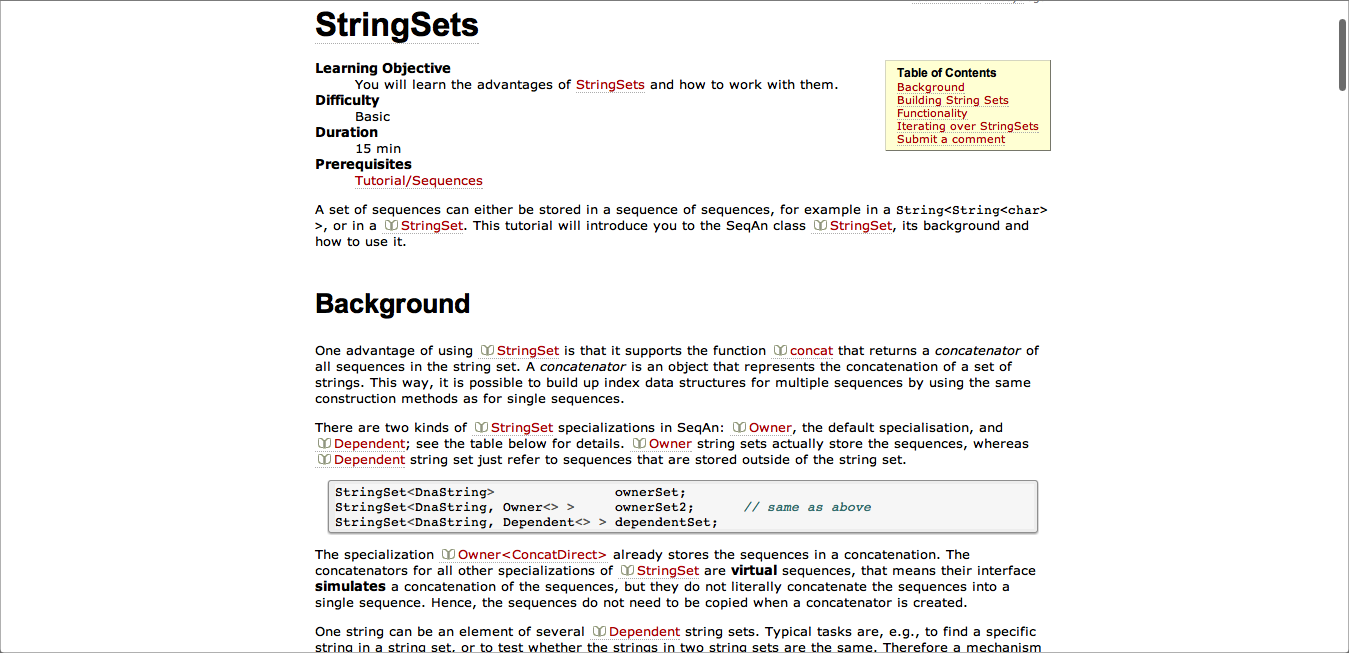 StringSets
Learning Objective
You will learn the advantages of StringSets and how to work with them.
Difficulty
Basic
Duration
15 min
Prerequisites
Tutorial/Sequences
Table of Contents
Background
Building String Sets
Functionality
Iterating over StringSets
Submit a comment
A set of sequences can either be stored in a sequence of sequences, for example in a String<String<char>
>, or in a StringSet. This tutorial will introduce you to the SeqAn class StringSet, its background and
how to use it.
Background
One advantage of using StringSet is that it supports the function concat that returns a concatenator of
all sequences in the string set. A concatenator is an object that represents the concatenation of a set of
strings. This way, it is possible to build up index data structures for multiple sequences by using the same
construction methods as for single sequences.
There are two kinds of StringSet specializations in SeqAn: Owner, the default specialisation, and
Dependent; see the table below for details. Owner string sets actually store the sequences, whereas
Dependent string set just refer to sequences that are stored outside of the string set.
StringSet<DnaString> ownerSet;
StringSet<DnaString, Owner<> > ownerSet2; // same as above
StringSet<DnaString, Dependent<> > dependentSet;
The specialization Owner<ConcatDirect> already stores the sequences in a concatenation. The
concatenators for all other specializations of StringSet are virtual sequences, that means their interface
simulates a concatenation of the sequences, but they do not literally concatenate the sequences into a
single sequence. Hence, the sequences do not need to be copied when a concatenator is created.
One string can be an element of several Dependent string sets. Typical tasks are, e.g., to find a specific
string in a string set, or to test whether the strings in two string sets are the same. Therefore a mechanism